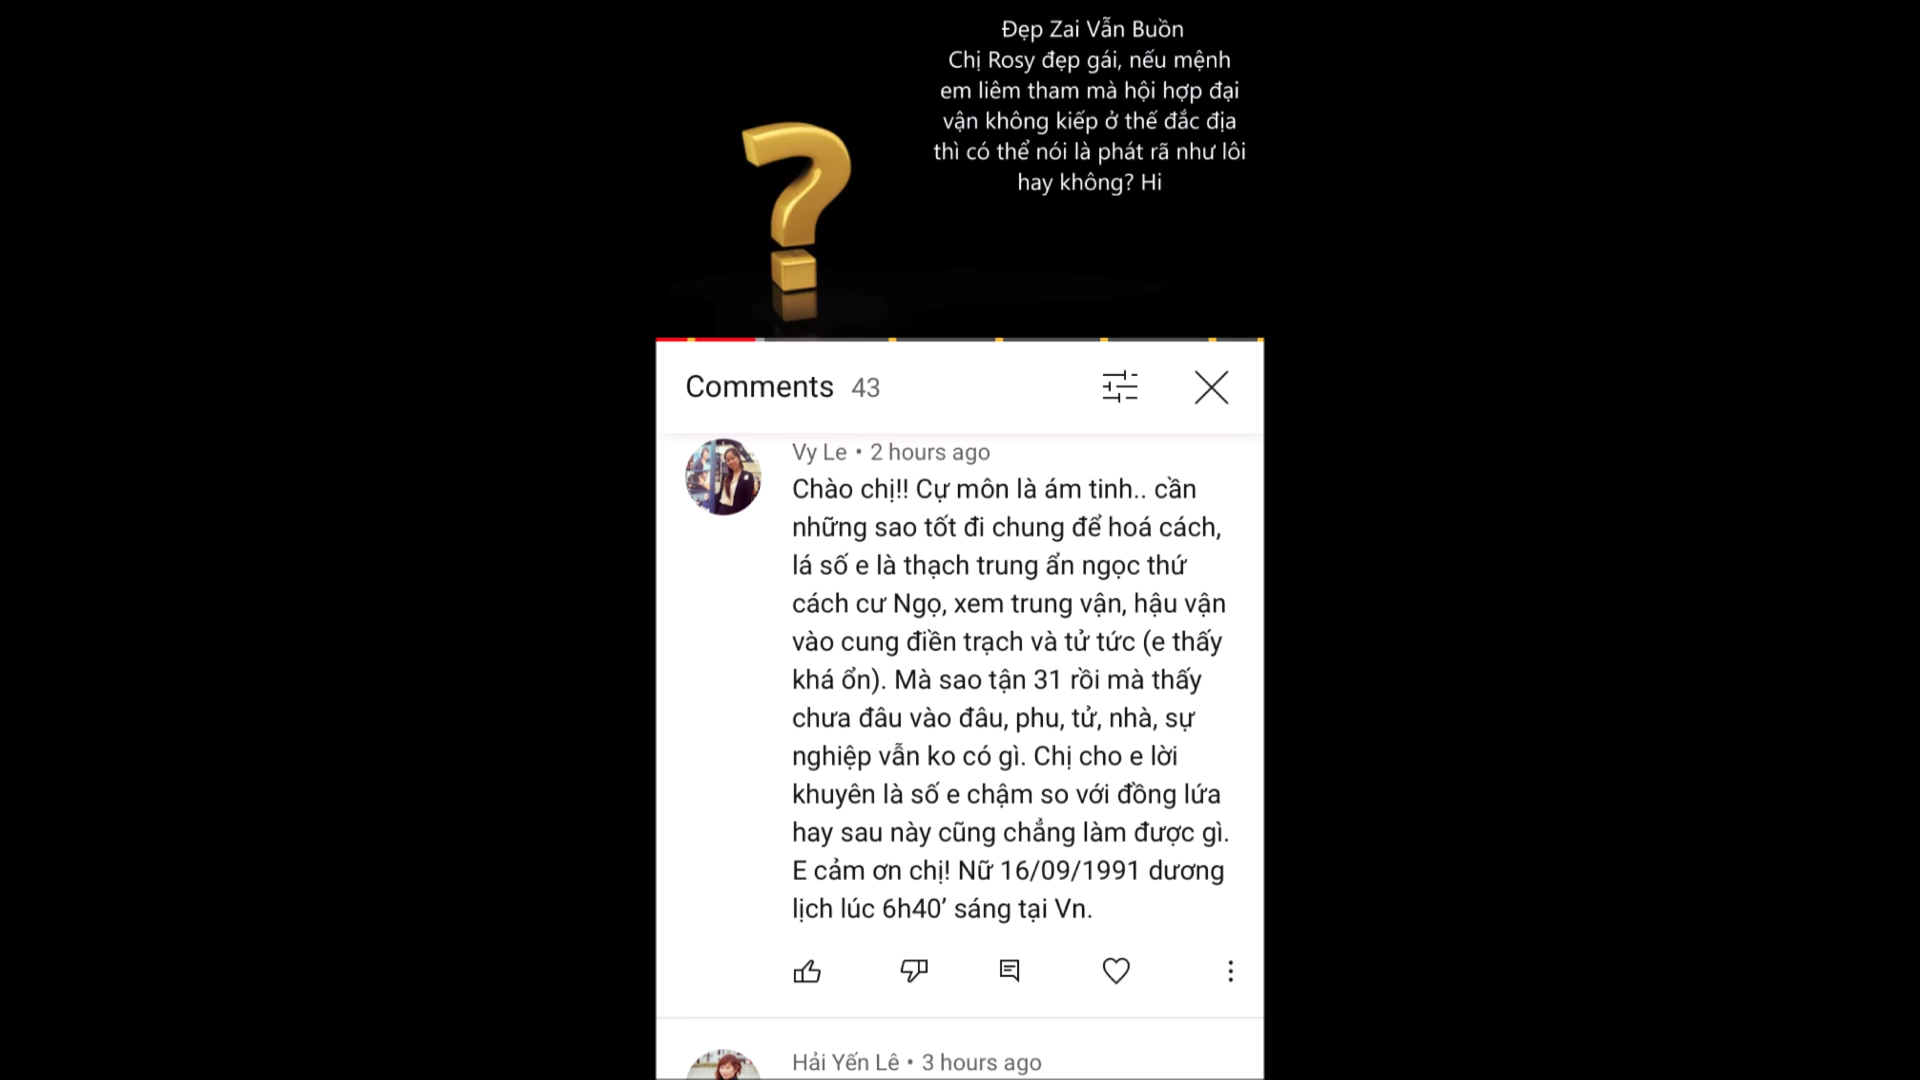 Đẹp Zai Vẫn Buồn
Chị Rosy đẹp gái, nếu mệnh
em liêm tham mà hội hợp đại
vận không kiếp ở thế đắc địa
thì có thể nói là phát rã như lôi
hay không? Hi
Comments 43
Vy Le • 2 hours ago
Chào chị!! Cự môn là ám tinh.. cần
những sao tốt đi chung để hoá cách,
lá số e là thạch trung ẩn ngọc thứ
cách cư Ngọ, xem trung vận, hậu vận
vào cung điền trạch và tử tức (e thấy
khá ổn). Mà sao tận 31 rồi mà thấy
chưa đâu vào đâu, phu, tử, nhà, sự
nghiệp vẫn ko có gì. Chị cho e lời
khuyên là số e chậm so với đồng lứa
hay sau này cũng chẳng làm được gì.
E cảm ơn chị! Nữ 16/09/1991 dương
lịch lúc 6h40’ sáng tại Vn.
Hải Yến Lê • 3 hours ago